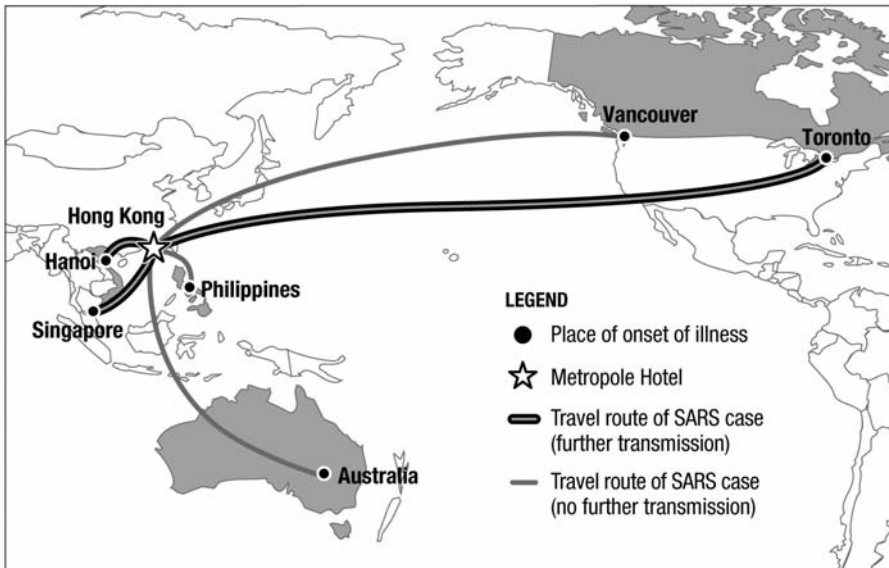 Vancouver
Toronto
Hong Kong
Hanoi
Philippines
Singapore
Australia
LEGEND
Place of onset of illness
Metropole Hotel
Travel route of SARS case
(further transmission)
Travel route of SARS case
(no further transmission)